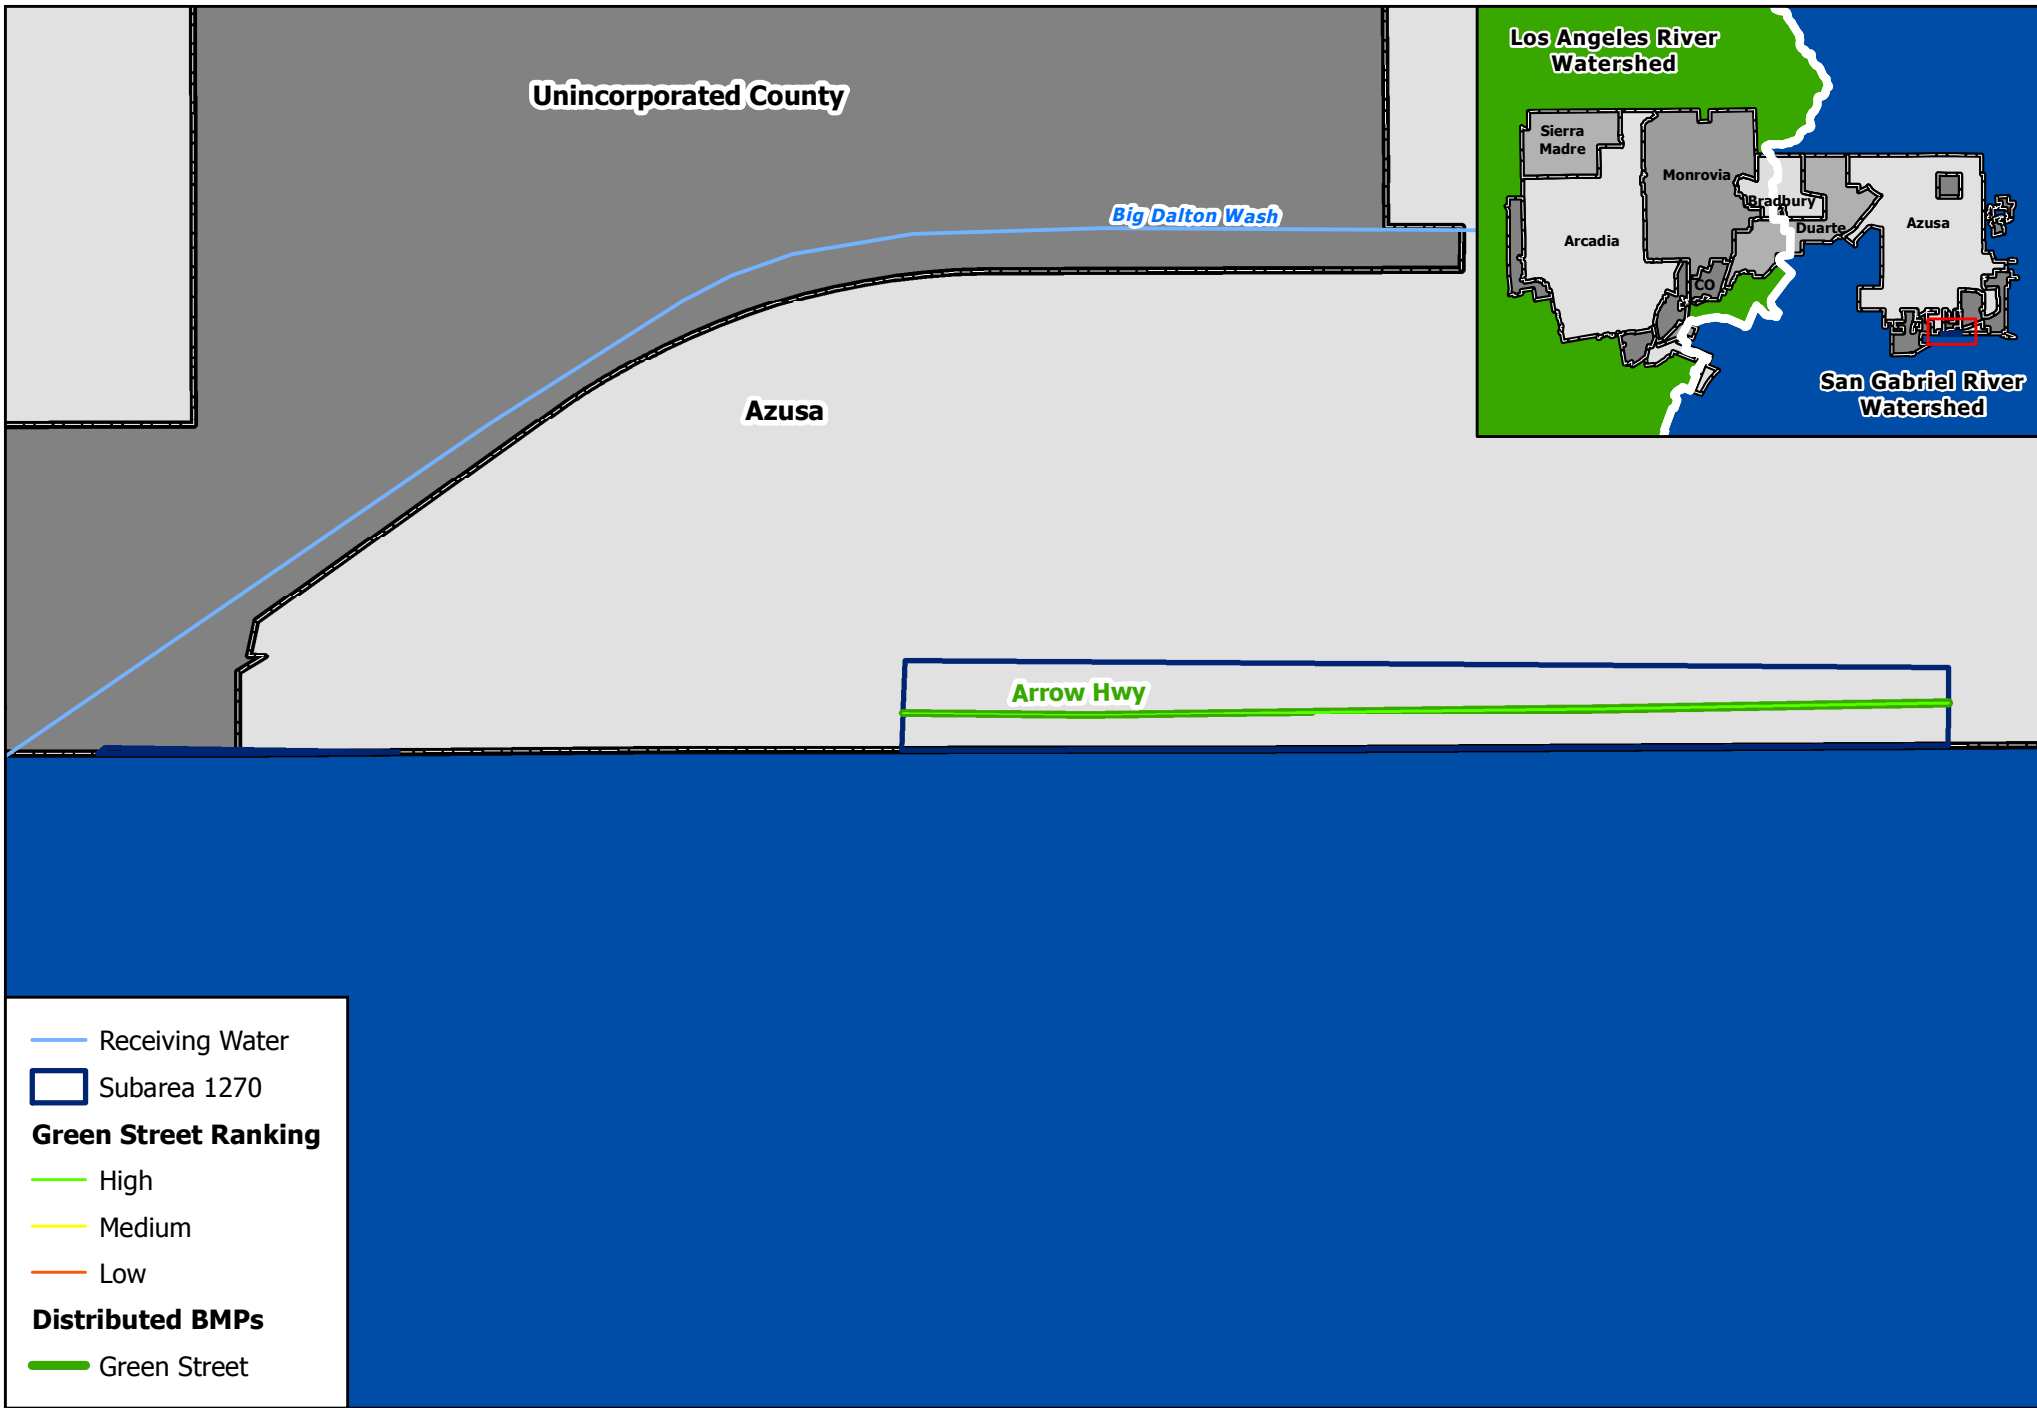 Unincorporated County
Big Dalton Wash
Azusa
Arrow Hwy
Los Angeles River
Watershed
Sierra
Madre
Monrovia
Bradbury
Azusa
Duarte
Arcadia
CO
San Gabriel River
Watershed
Receiving Water
Subarea 1270
Green Street Ranking
High
Medium
Low
Distributed BMPs
Green Street